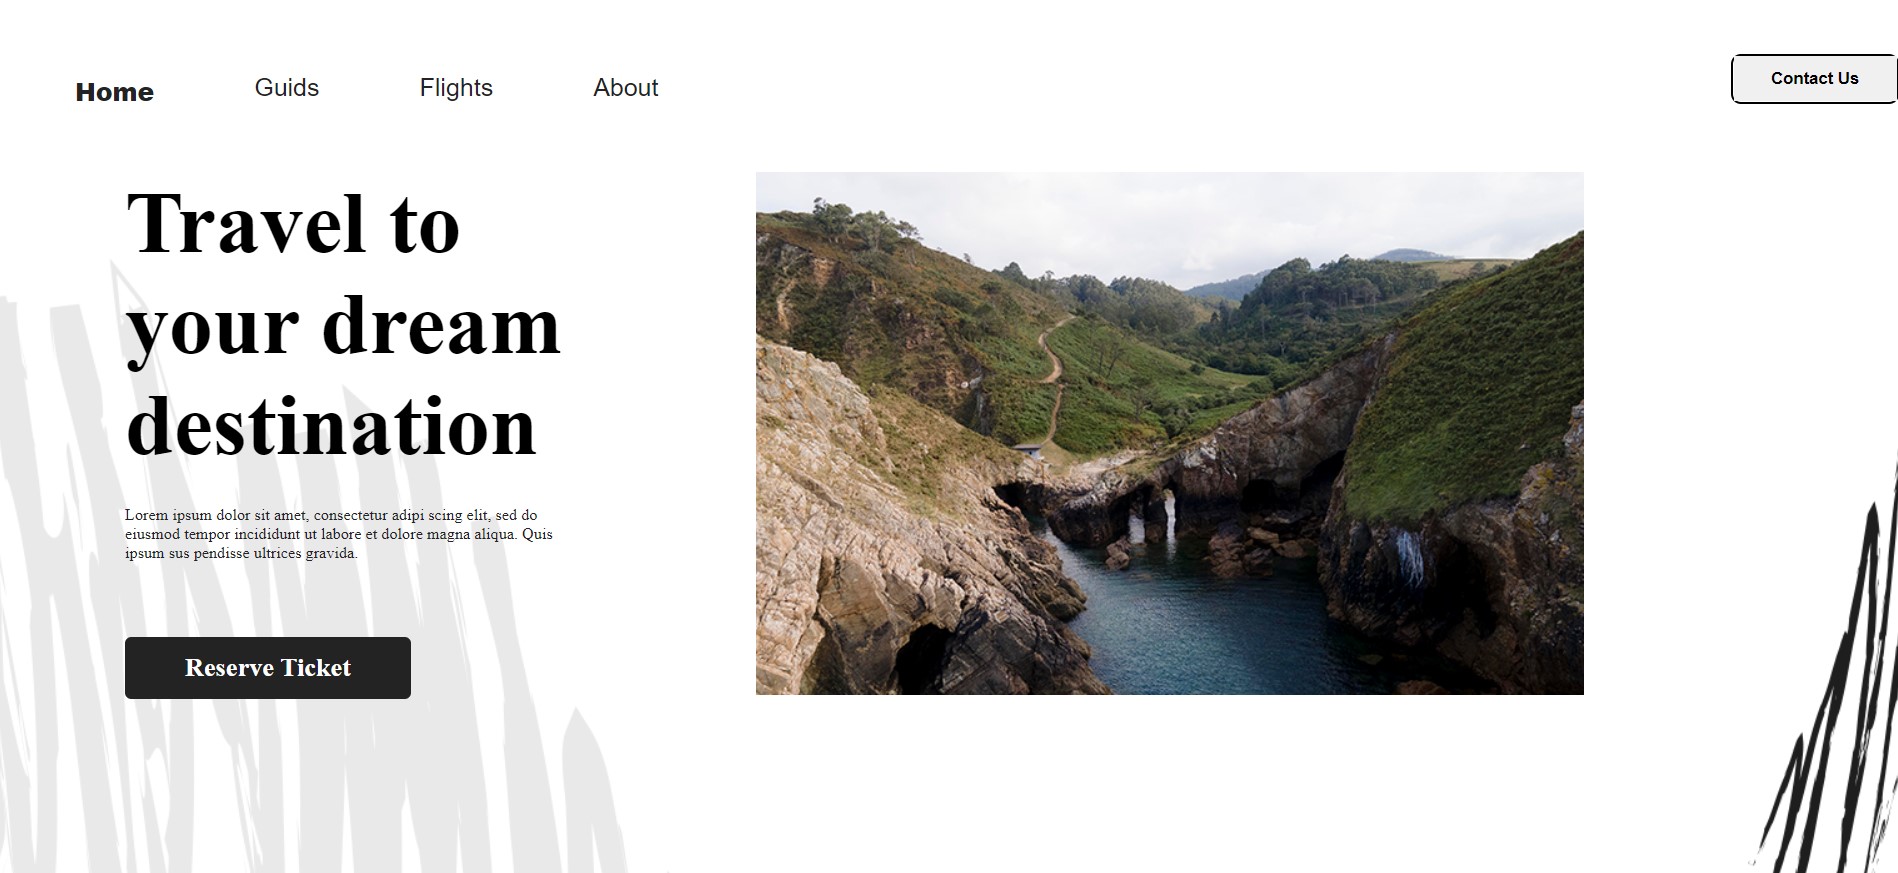 Home Guids Flights About Contact Us
Travel to
your dream
destination
Lorem ipsum dolor sit amet, consectetur adipi scing elit, sed do
eiusmod tempor incididunt ut labore et dolore magna aliqua. Quis
ipsum sus pendisse ultrices gravida.
Reserve Ticket